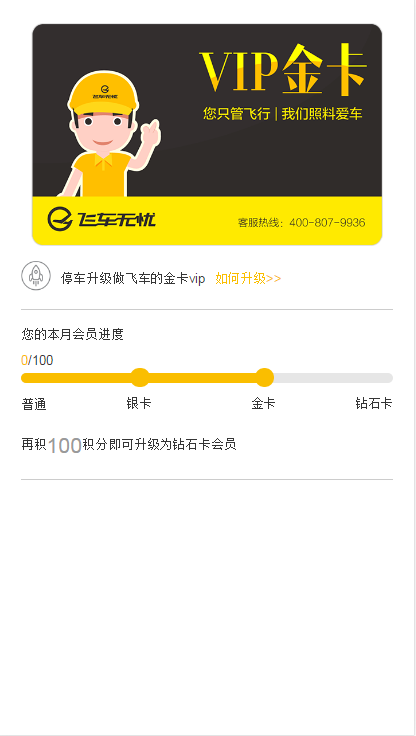 VIP金卡
您只管飞行 | 我们照料爱车
飞车无忧
飞车无忧
客服热线：400-807-9936
停车升级做飞车的金卡vip 如何升级>>
您的本月会员进度
0/100
普通 银卡 金卡 钻石卡
再积100积分即可升级为钻石卡会员